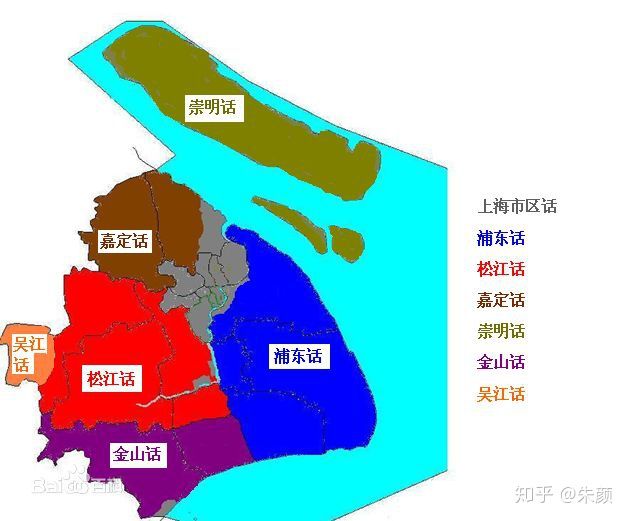 崇明话
上海市区话
嘉定话
浦东话
松江话
嘉定话
崇明话
吴江
话
浦东话
松江话
金山话
吴江话
金山话
Bai百科
知乎 @朱颜